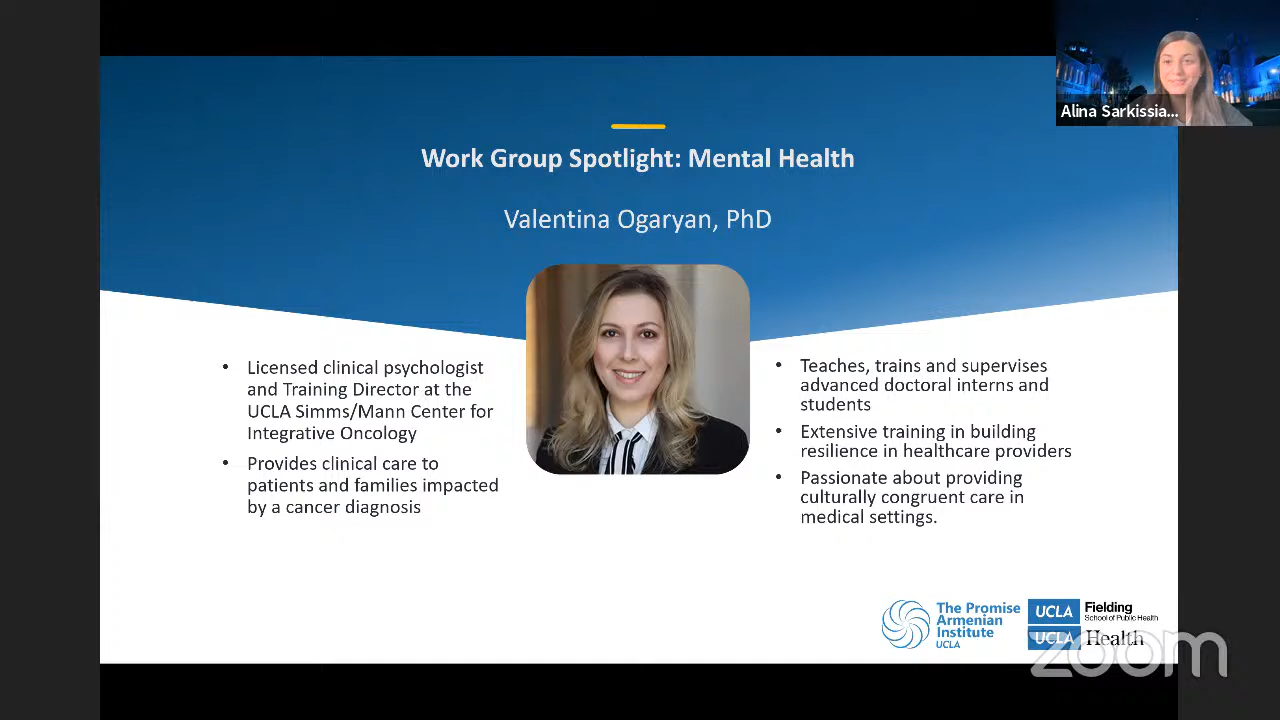 Alina Sarkissia...
Work Group Spotlight: Mental Health
Valentina Ogaryan, PhD
• Licensed clinical psychologist
and Training Director at the
UCLA Simms/Mann Center for
Integrative Oncology
• Provides clinical care to
patients and families impacted
by a cancer diagnosis
• Teaches, trains and supervises
advanced doctoral interns and
students
• Extensive training in building
resilience in healthcare providers
• Passionate about providing
culturally congruent care in
medical settings.
The Promise
Armenian
Institute
UCLA
UCLA Fielding
School of Public Health
UCLA Health
zoom